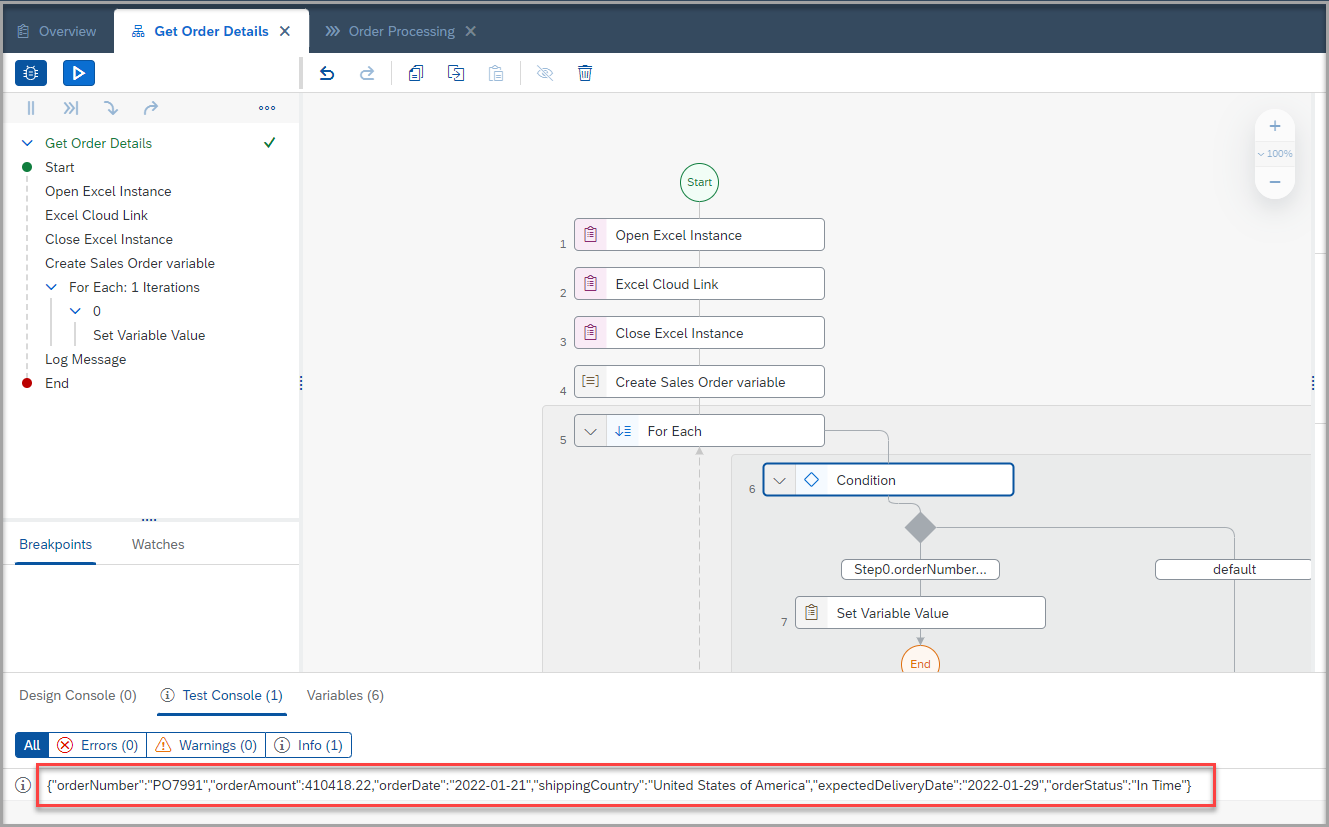 Overview
Get Order Details
Order Processing
100%
Get Order Details
Start
Open Excel Instance
Excel Cloud Link
Close Excel Instance
Create Sales Order variable
For Each: 1 Iterations
0
Set Variable Value
Log Message
End
Breakpoints
Watches
Start
1 Open Excel Instance
2 Excel Cloud Link
3 Close Excel Instance
4 Create Sales Order variable
5 For Each
6 Condition
Step0.orderNumber...
default
7 Set Variable Value
End
Design Console (0)
Test Console (1)
Variables (6)
All
Errors (0)
Warnings (0)
Info (1)
{"orderNumber":"PO7991","orderAmount":410418.22,"orderDate":"2022-01-21","shippingCountry":"United States of America","expectedDeliveryDate":"2022-01-29","orderStatus":"In Time"}